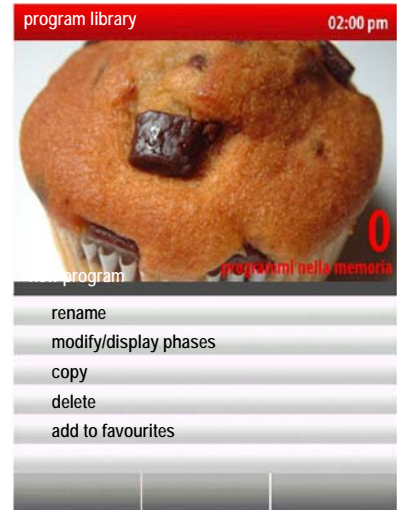 program library 02:00 pm
0
programmi nella memoria
new program
rename
modify/display phases
copy
delete
add to favourites